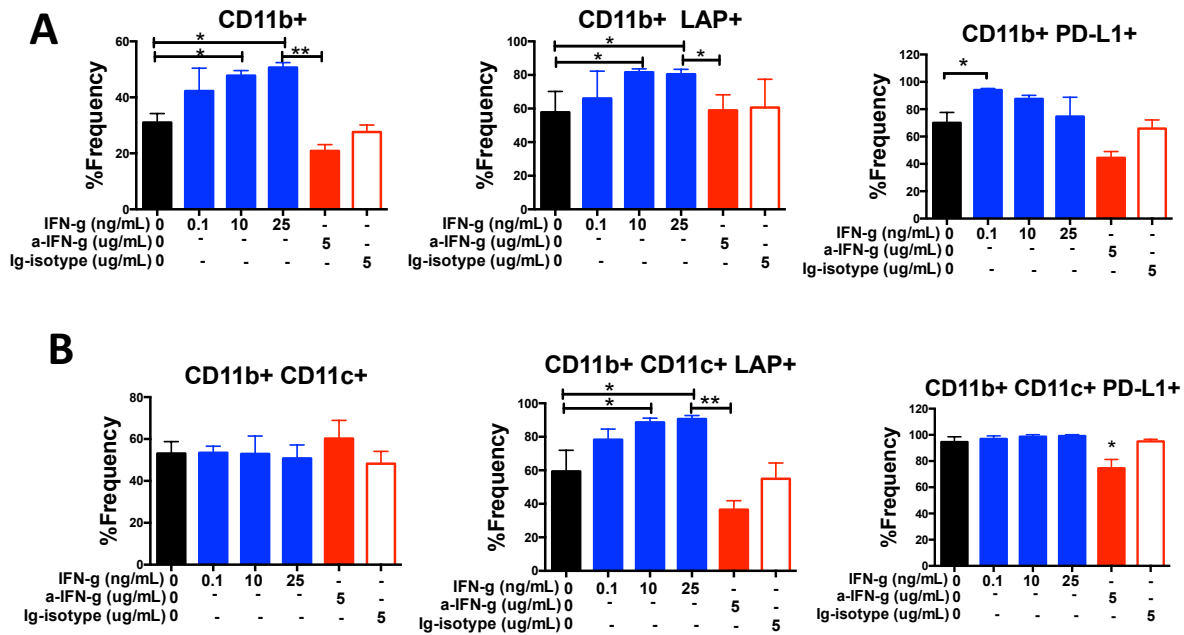 A
CD11b+
*
*
**
%Frequency
60
40
20
0
IFN-g (ng/mL) 0 0.1 10 25 - -
a-IFN-g (ug/mL) 0 - - - 5 -
Ig-isotype (ug/mL) 0 - - - - 5
CD11b+ LAP+
*
*
*
%Frequency
100
80
60
40
20
0
IFN-g (ng/mL) 0 0.1 10 25 - -
a-IFN-g (ug/mL) 0 - - - 5 -
Ig-isotype (ug/mL) 0 - - - - 5
CD11b+ PD-L1+
*
%Frequency
100
80
60
40
20
0
IFN-g (ng/mL) 0 0.1 10 25 - -
a-IFN-g (ug/mL) 0 - - - 5 -
Ig-isotype (ug/mL) 0 - - - - 5
B
CD11b+ CD11c+
%Frequency
80
60
40
20
0
IFN-g (ng/mL) 0 0.1 10 25 - -
a-IFN-g (ug/mL) 0 - - - 5 -
Ig-isotype (ug/mL) 0 - - - - 5
CD11b+ CD11c+ LAP+
*
*
**
%Frequency
100
80
60
40
20
0
IFN-g (ng/mL) 0 0.1 10 25 - -
a-IFN-g (ug/mL) 0 - - - 5 -
Ig-isotype (ug/mL) 0 - - - - 5
CD11b+ CD11c+ PD-L1+
*
%Frequency
120
100
80
60
40
20
0
IFN-g (ng/mL) 0 0.1 10 25 - -
a-IFN-g (ug/mL) 0 - - - 5 -
Ig-isotype (ug/mL) 0 - - - - 5